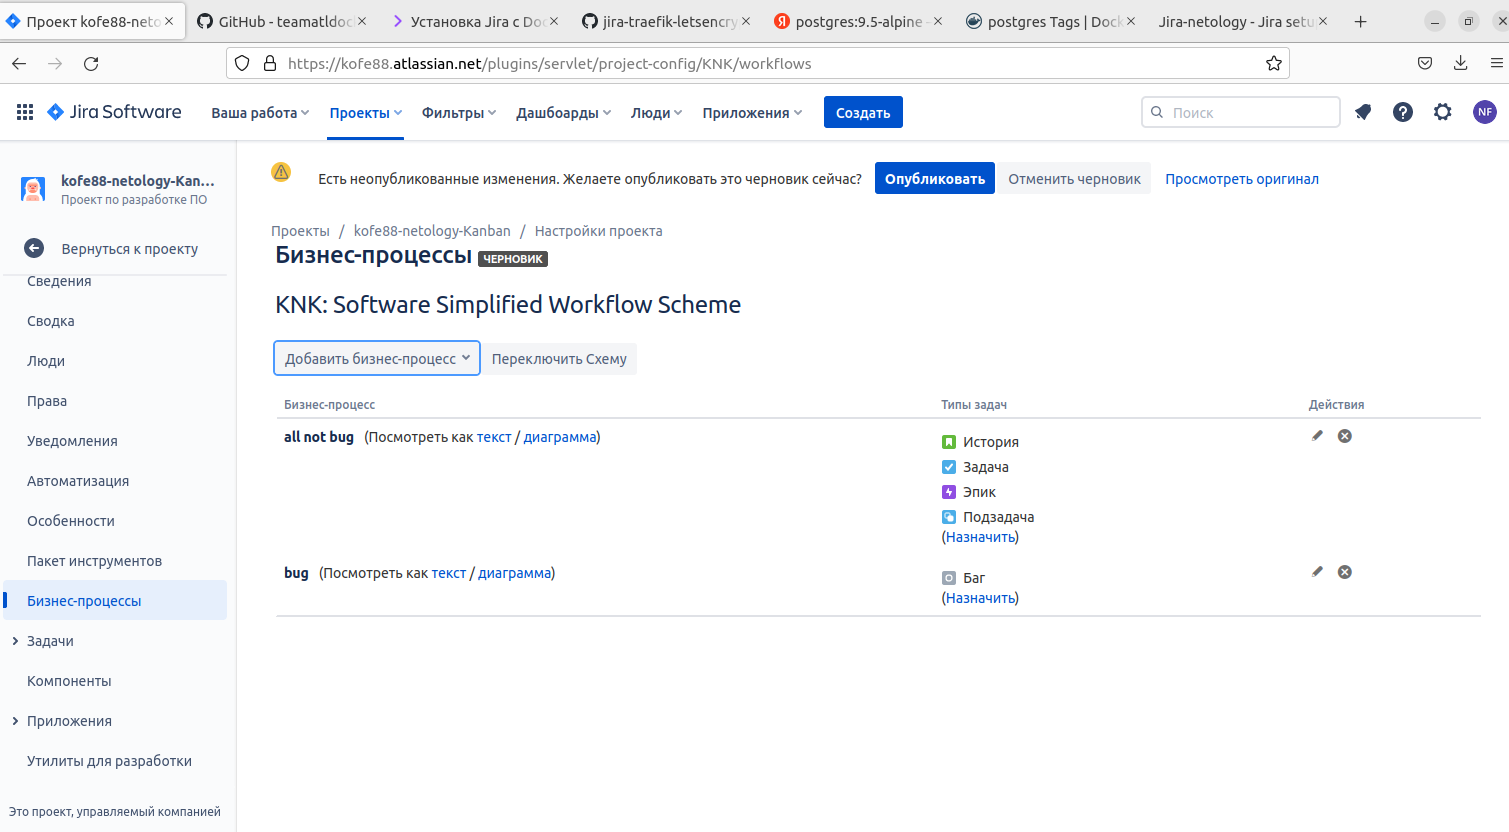 Проект kofe88-neto
GitHub - teamatldoc
Установка Jira с Doc
jira-traefik-letsencry
Я
postgres:9.5-alpine -
postgres Tags | Dock
Jira-netology - Jira setu
https://kofe88.atlassian.net/plugins/servlet/project-config/KNK/workflows
Jira Software
Ваша работа
Проекты
Фильтры
Дашboарды
Люди
Приложения
Создать
Поиск
NF
kofe88-netology-Kan...
Проект по разработке ПО
Вернуться к проекту
Сведения
Сводка
Люди
Права
Уведомления
Автоматизация
Особенности
Пакет инструментов
Бизнес-процессы
Задачи
Компоненты
Приложения
Утилиты для разработки
Это проект, управляемый компанией
Есть неопубликованные изменения. Желаете опубликовать это черновик сейчас?
Опубликовать
Отменить черновик
Просмотреть оригинал
Проекты / kofe88-netology-Kanban / Настройки проекта
Бизнес-процессы ЧЕРНОВИК
KNK: Software Simplified Workflow Scheme
Добавить бизнес-процесс
Переключить Схему
Бизнес-процесс Типы задач Действия
all not bug (Посмотреть как текст / диаграмма)
История
Задача
Эпик
Подзадача
(Назначить)
bug (Посмотреть как текст / диаграмма)
Баг
(Назначить)